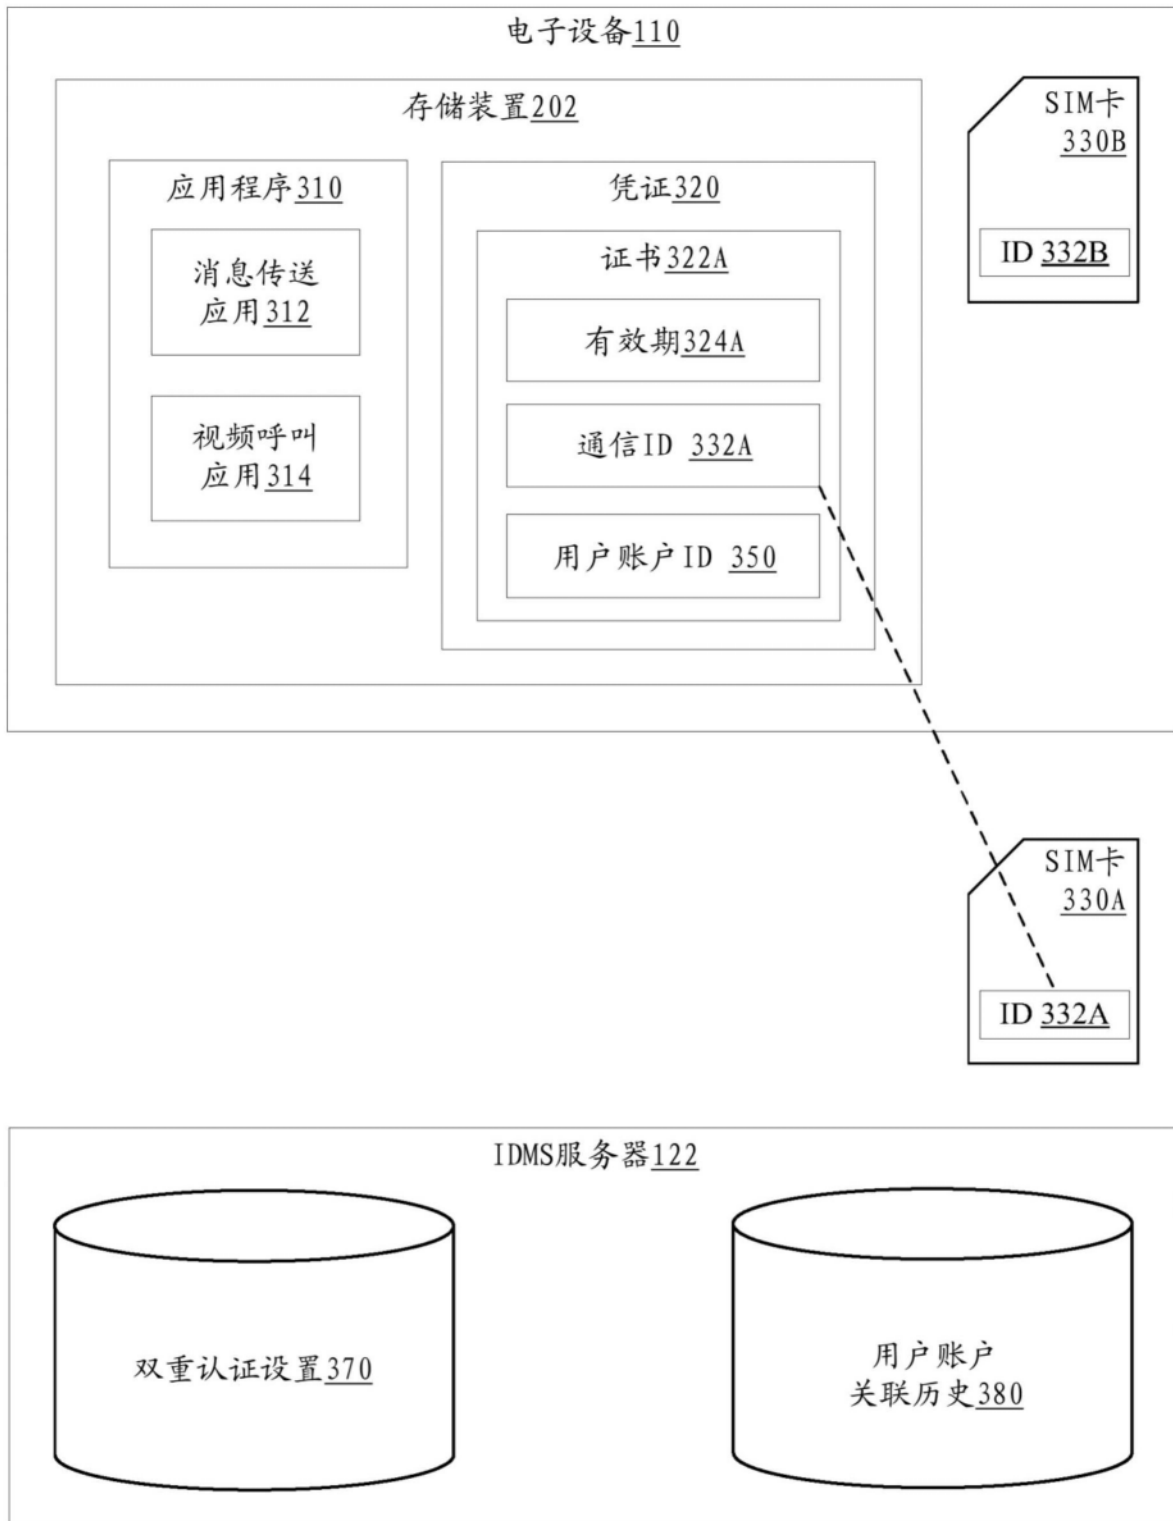 电子设备110
存储装置202
应用程序310
消息传送
应用312
视频呼叫
应用314
凭证320
证书322A
有效期324A
通信ID 332A
用户账户ID 350
SIM卡
330B
ID 332B
SIM卡
330A
ID 332A
IDMS服务器122
双重认证设置370
用户账户
关联历史380